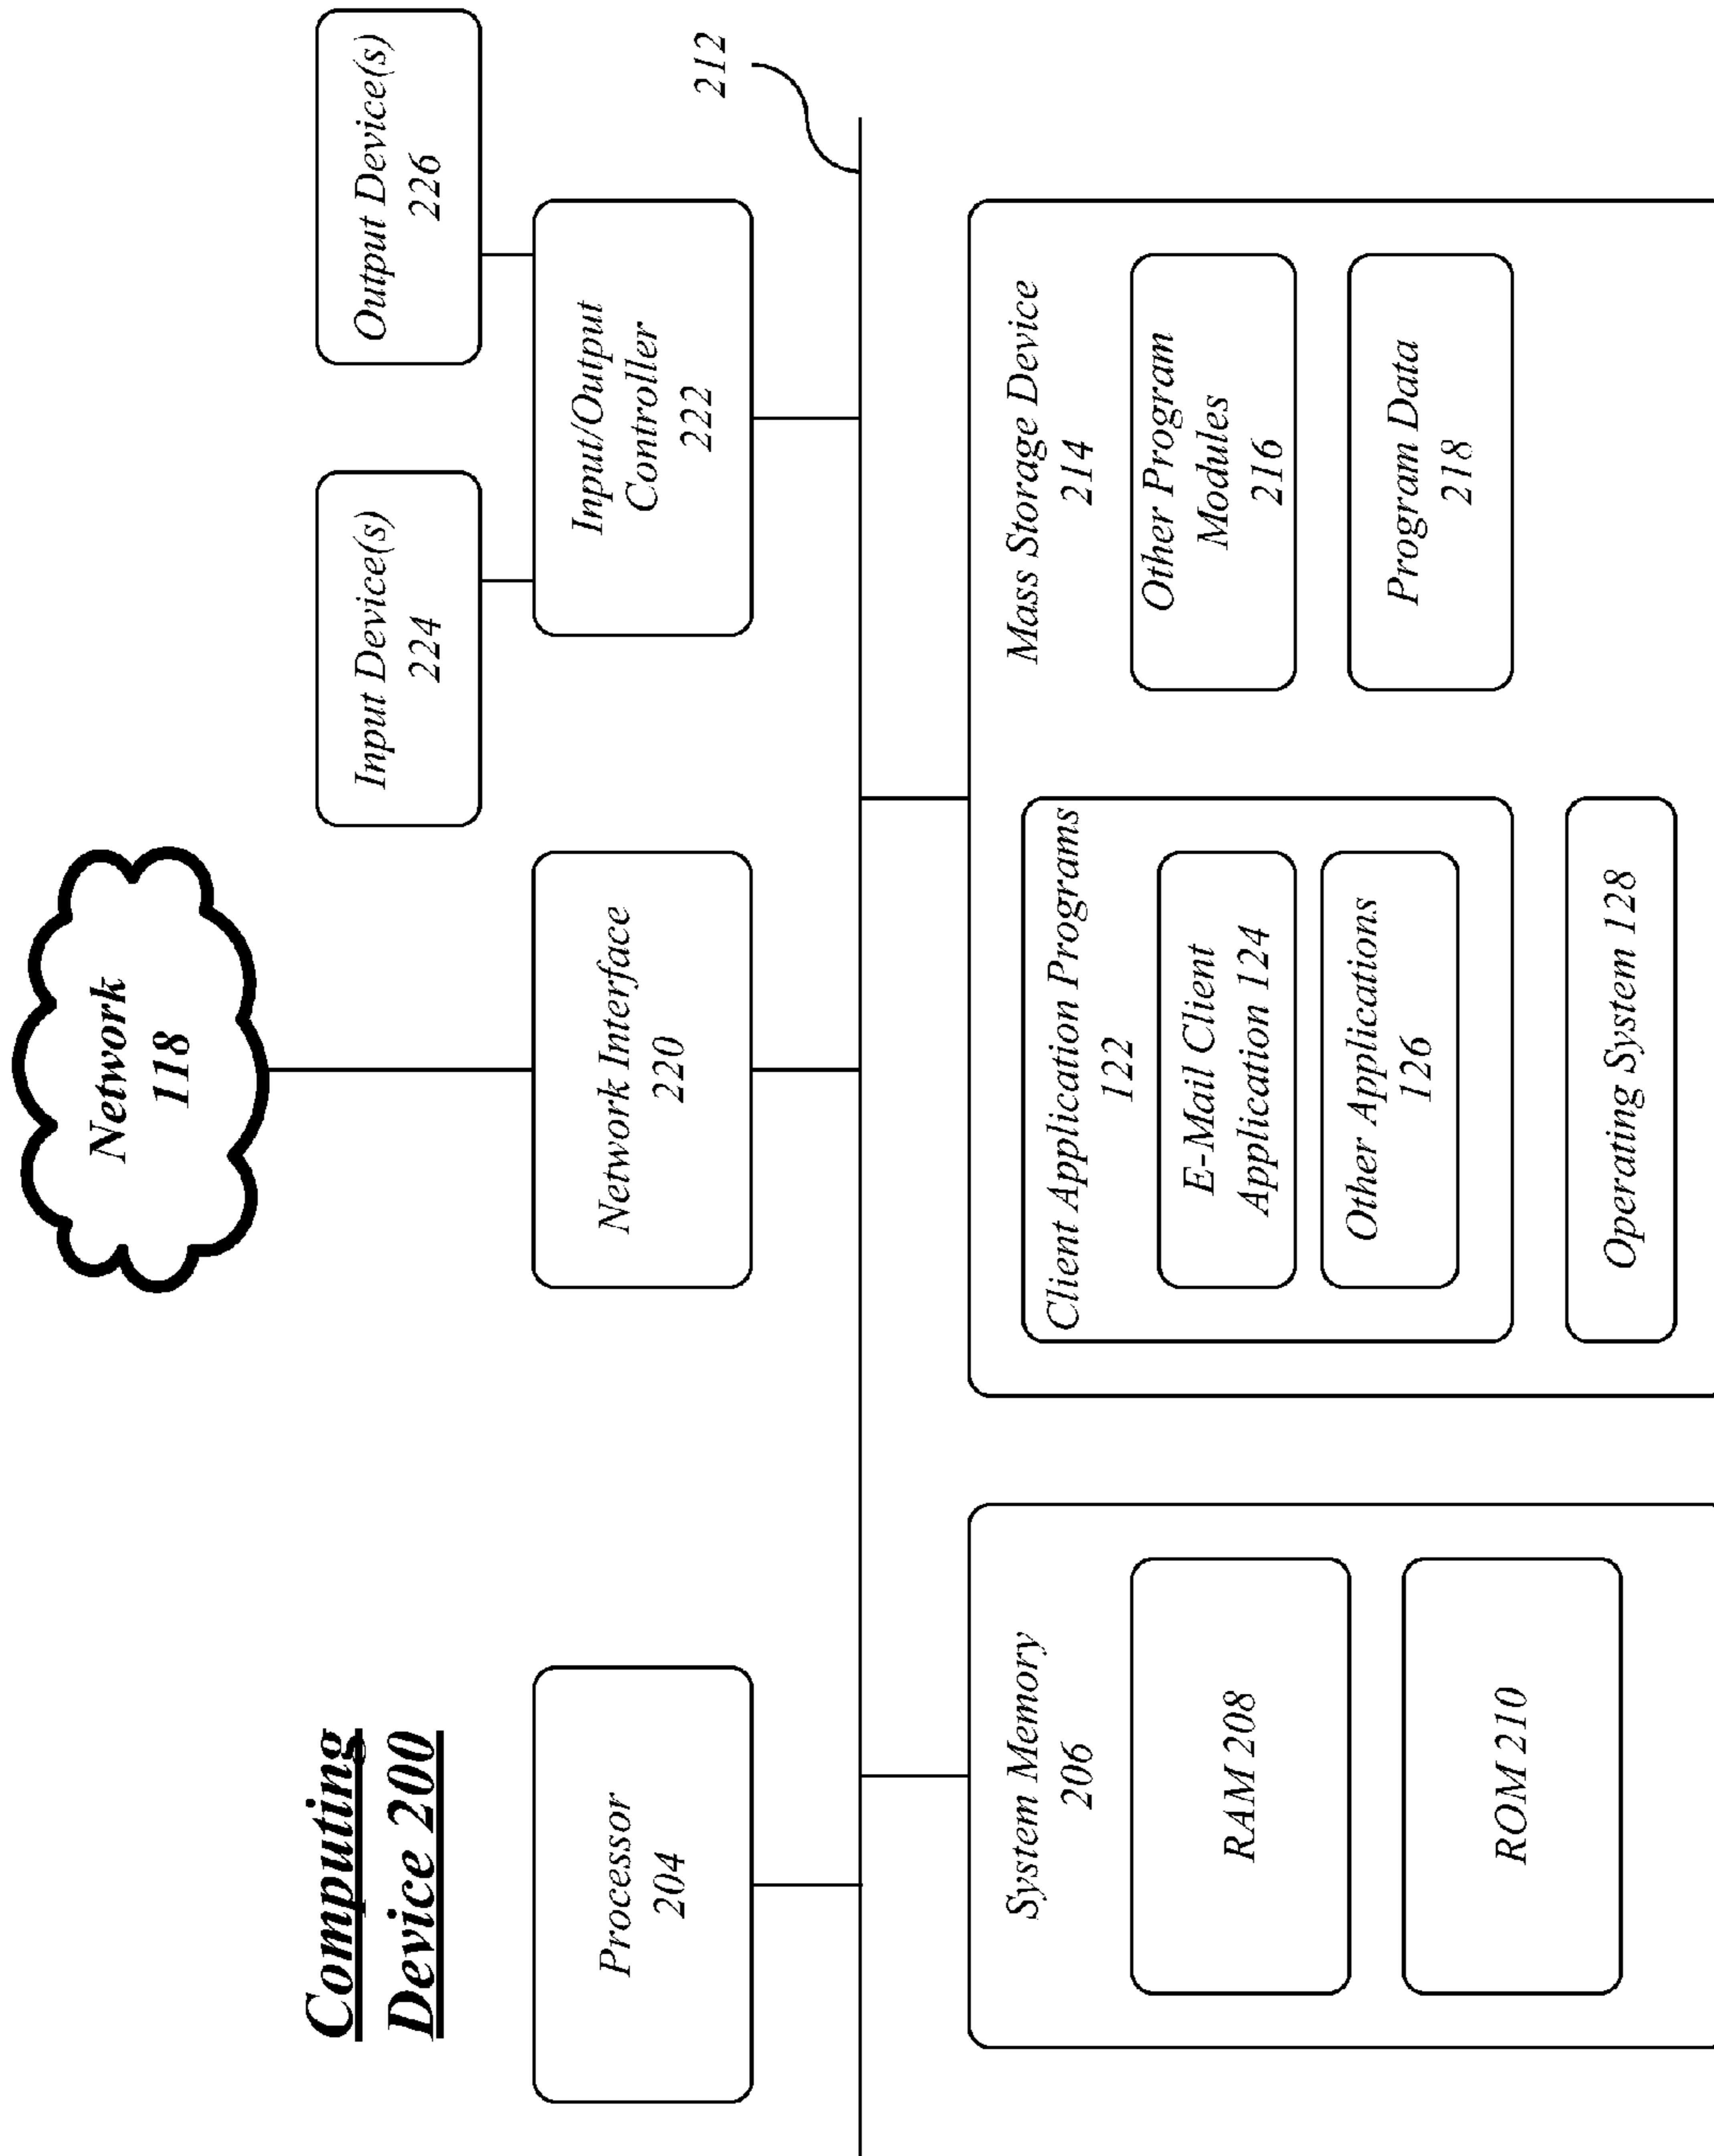 Network
118
Computing
Device 200
Input Device(s)
224
Output Device(s)
226
Processor
204
Network Interface
220
Input/Output
Controller
222
212
System Memory
206
RAM 208
ROM 210
Mass Storage Device
214
Client Application Programs
122
E-Mail Client
Application 124
Other Applications
126
Operating System 128
Other Program
Modules
216
Program Data
218